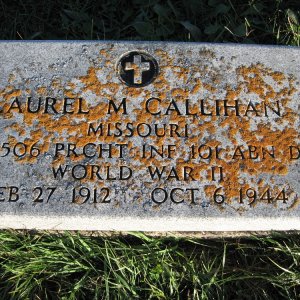 AUREL M CALLIHAN
MISSOURI
506 PRCHT INF 101 ABN D
WORLD WAR II
EB 27 1912 OCT 6 1944